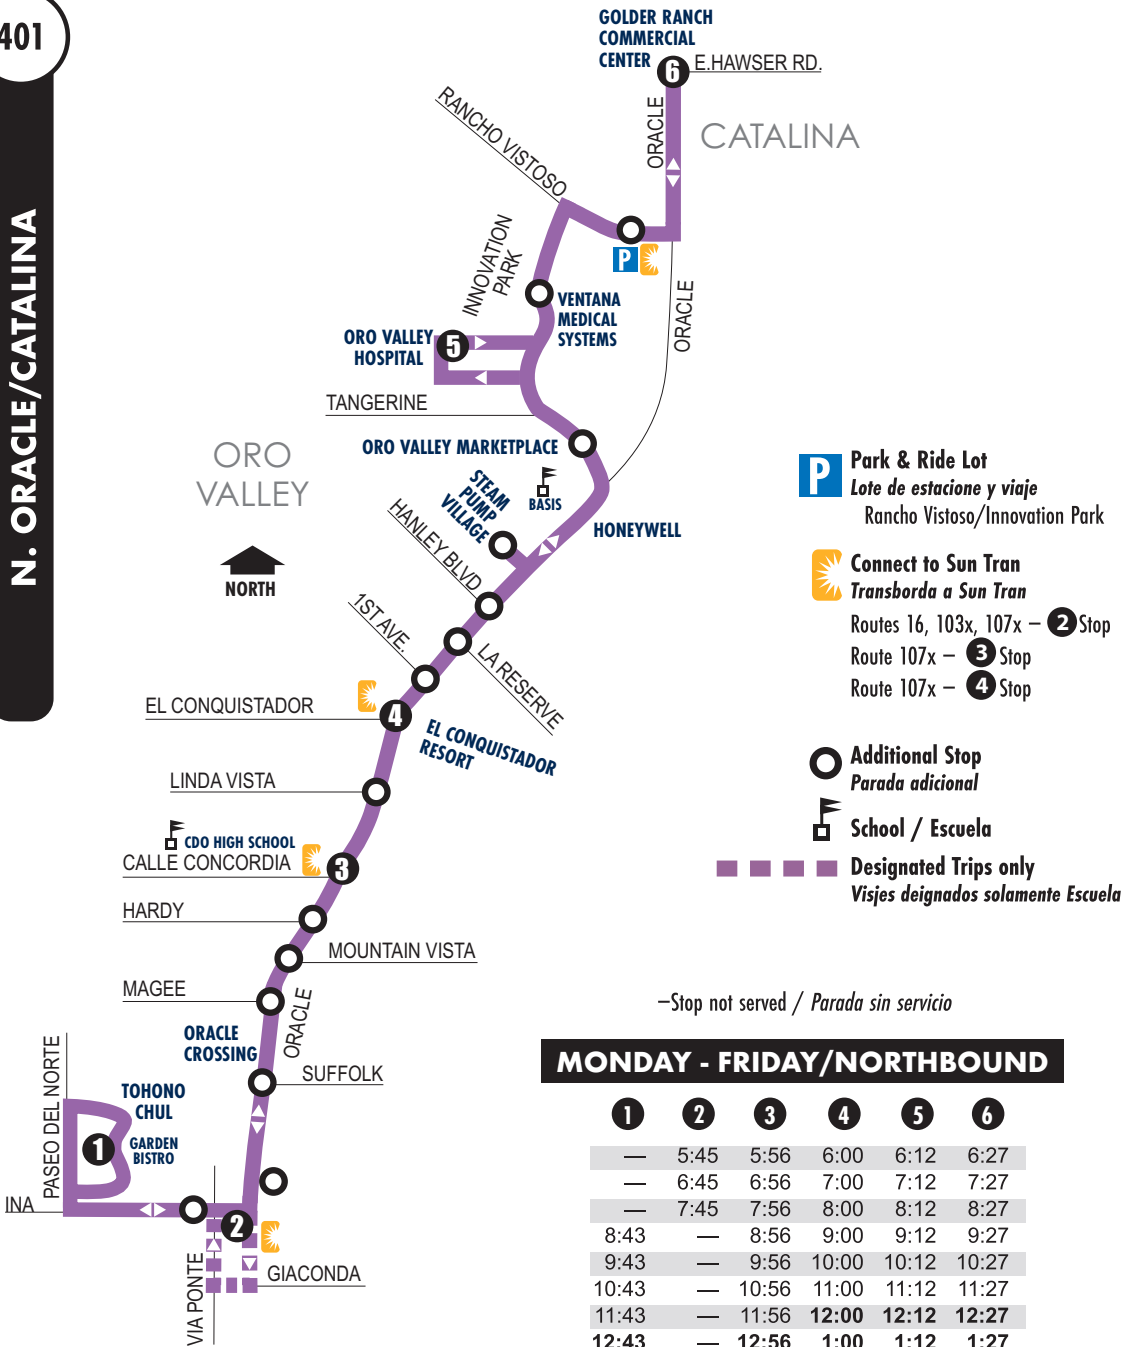 401
N. ORACLE/CATALINA
GOLDER RANCH
COMMERCIAL
CENTER
6
E.HAWSER RD.
ORACLE
CATALINA
RANCHO VISTOSO
P
INNOVATION
PARK
VENTANA
MEDICAL
SYSTEMS
ORACLE
ORO VALLEY
HOSPITAL
5
TANGERINE
ORO VALLEY MARKETPLACE
ORO
VALLEY
STEAM
PUMP
VILLAGE
BASIS
HONEYWELL
HANLEY BLVD
NORTH
1ST AVE.
LA RESERVE
EL CONQUISTADOR
4
EL CONQUISTADOR
RESORT
LINDA VISTA
CDO HIGH SCHOOL
CALLE CONCORDIA
3
HARDY
MOUNTAIN VISTA
MAGEE
ORACLE
ORACLE
CROSSING
SUFFOLK
PASEO DEL NORTE
TOHONO
CHUL
1
GARDEN
BISTRO
INA
2
VIA PONTE
GIACONDA
P
Park & Ride Lot
Lote de estacione y viaje
Rancho Vistoso/Innovation Park
Connect to Sun Tran
Transborda a Sun Tran
Routes 16, 103x, 107x – 2 Stop
Route 107x – 3 Stop
Route 107x – 4 Stop
Additional Stop
Parada adicional
School / Escuela
Designated Trips only
Visjes deignados solamente Escuela
–Stop not served / Parada sin servicio
MONDAY - FRIDAY/NORTHBOUND
1 2 3 4 5 6
— 5:45 5:56 6:00 6:12 6:27
— 6:45 6:56 7:00 7:12 7:27
— 7:45 7:56 8:00 8:12 8:27
8:43 — 8:56 9:00 9:12 9:27
9:43 — 9:56 10:00 10:12 10:27
10:43 — 10:56 11:00 11:12 11:27
11:43 — 11:56 12:00 12:12 12:27
12:43 — 12:56 1:00 1:12 1:27